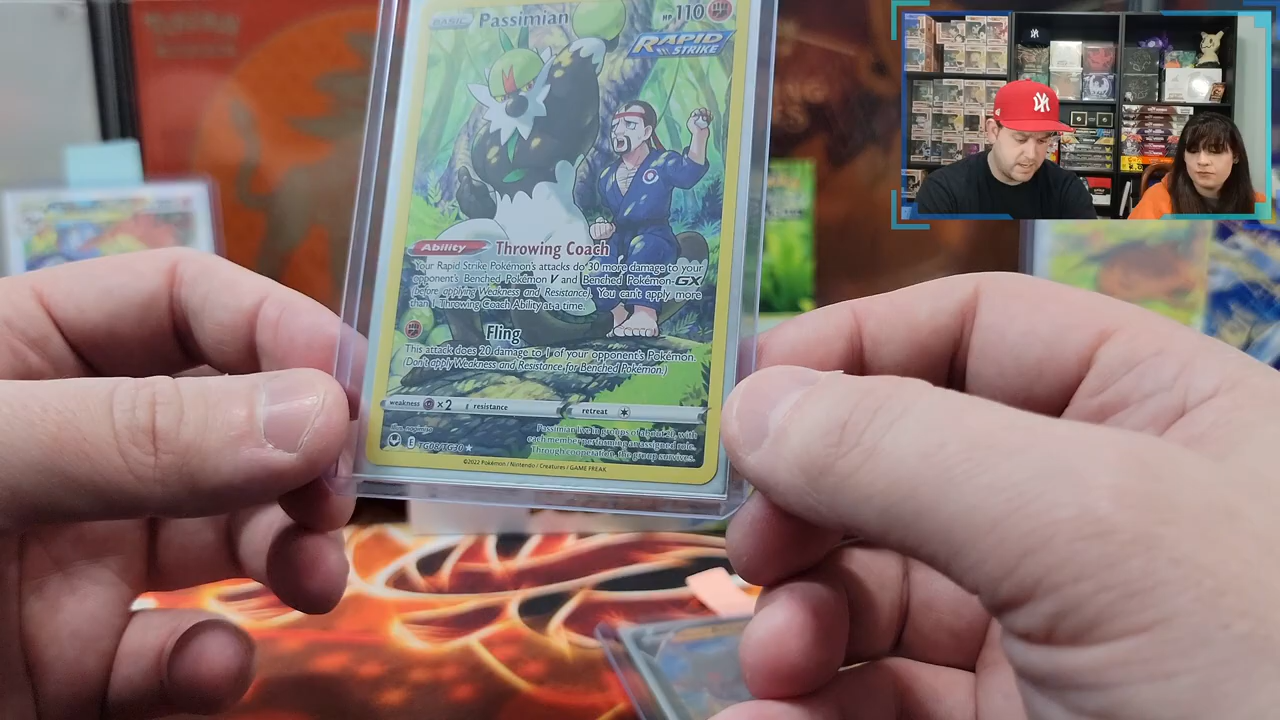 BASIC Passimian HP 110
RAPID
STRIKE
Ability Throwing Coach
Your Rapid Strike Pokémon's attacks do 30 more damage to your
opponent's Benched Pokémon V and Benched Pokémon-GX
(before applying Weakness and Resistance). You can't apply more
than 1 Throwing Coach Ability at a time.
Fling
This attack does 20 damage to 1 of your opponent's Pokémon.
(Don't apply Weakness and Resistance for Benched Pokémon.)
weakness ×2 resistance retreat
E TG08/TG30
Passimian live in groups of about 20, with
each member performing an assigned role.
Through cooperation, the group survives.
©2022 Pokémon / Nintendo / Creatures / GAME FREAK